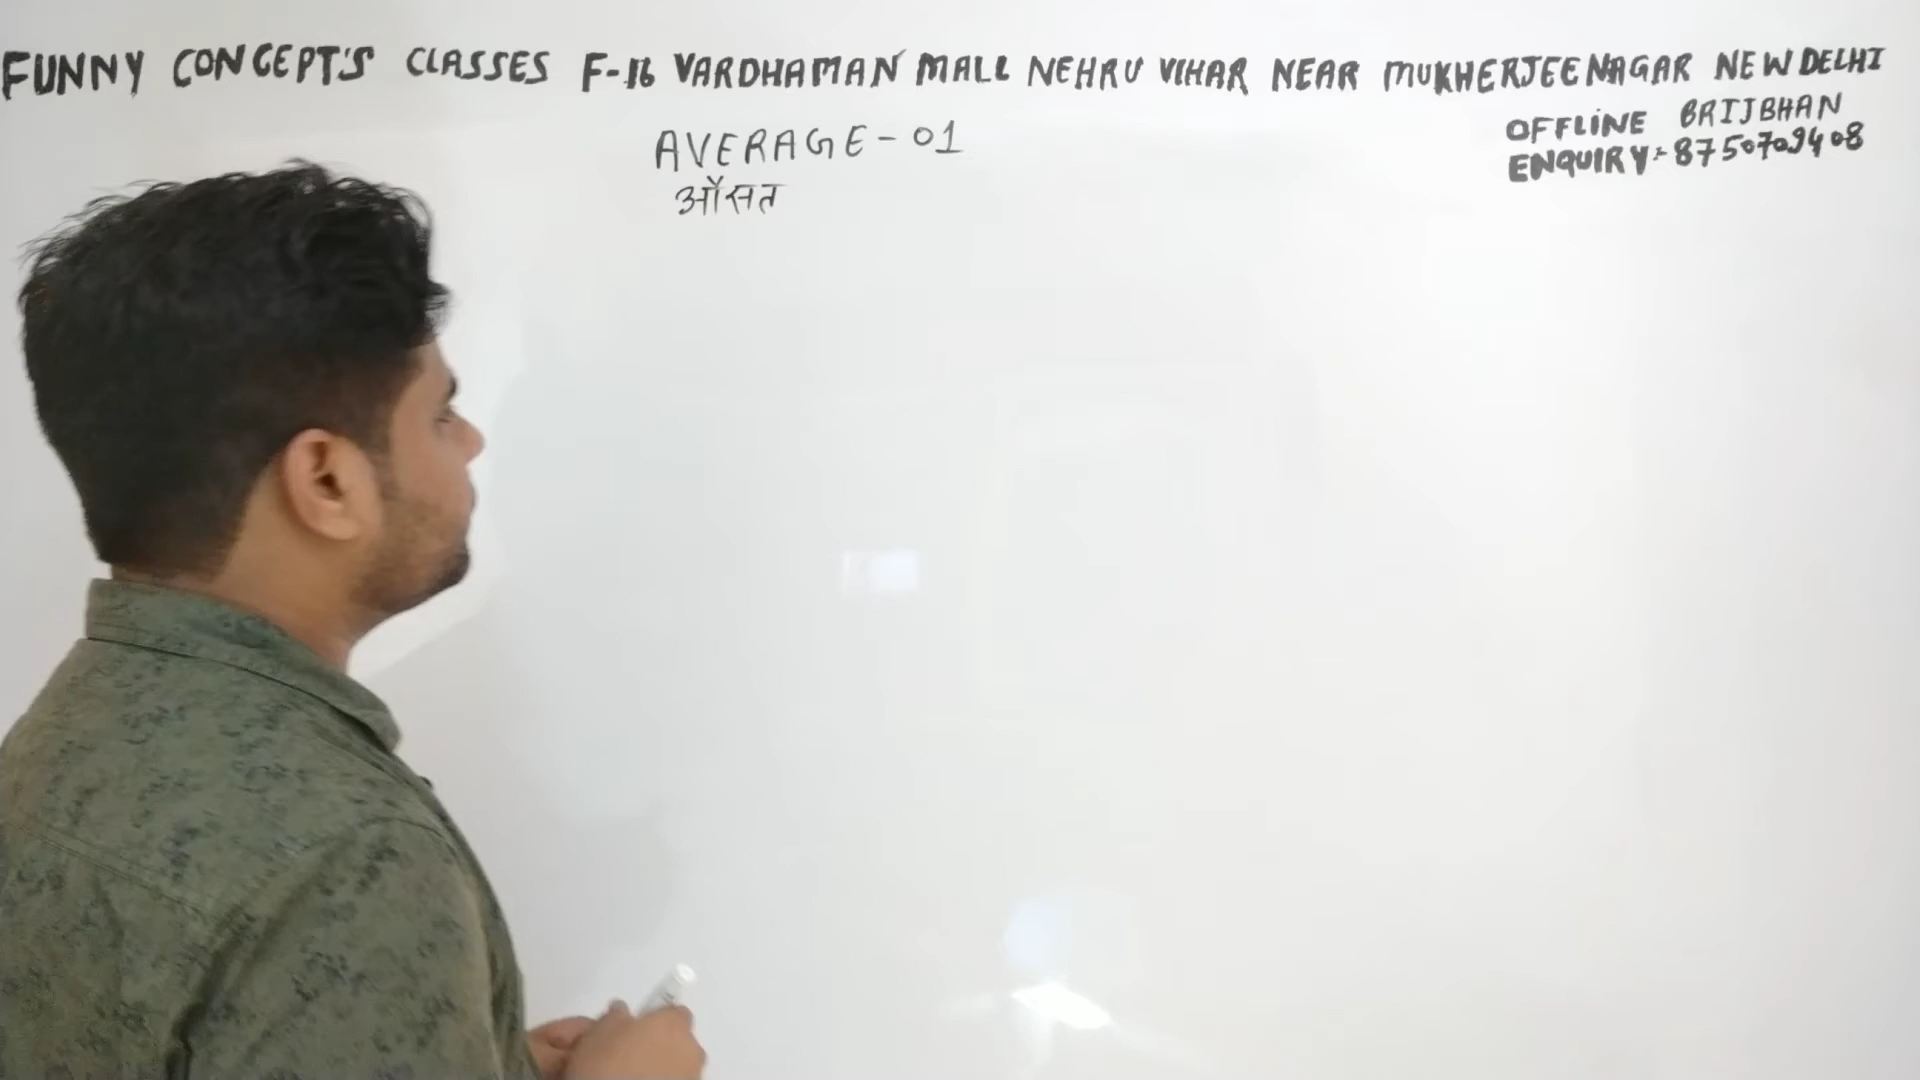 FUNNY CONCEPT'S CLASSES F-16 VARDHAMAN MALL NEHRU VIHAR NEAR MUKHERJEE NAGAR NEW DELHI
OFFLINE BRIJBHAN
ENQUIRY:- 8750709408
AVERAGE-01
औसत